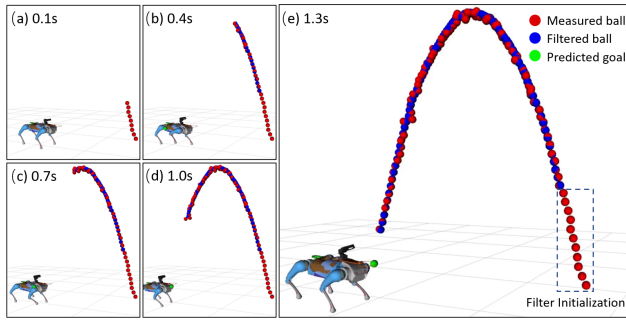 (a) 0.1s
(b) 0.4s
(c) 0.7s
(d) 1.0s
(e) 1.3s
Measured ball
Filtered ball
Predicted goal
Filter Initialization